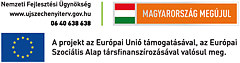 Nemzeti Fejlesztési Ügynökség
www.ujszechenyiterv.gov.hu
06 40 638 638
MAGYARORSZÁG MEGÚJUL
A projekt az Európai Unió támogatásával, az Európai
Szociális Alap társfinanszírozásával valósul meg.